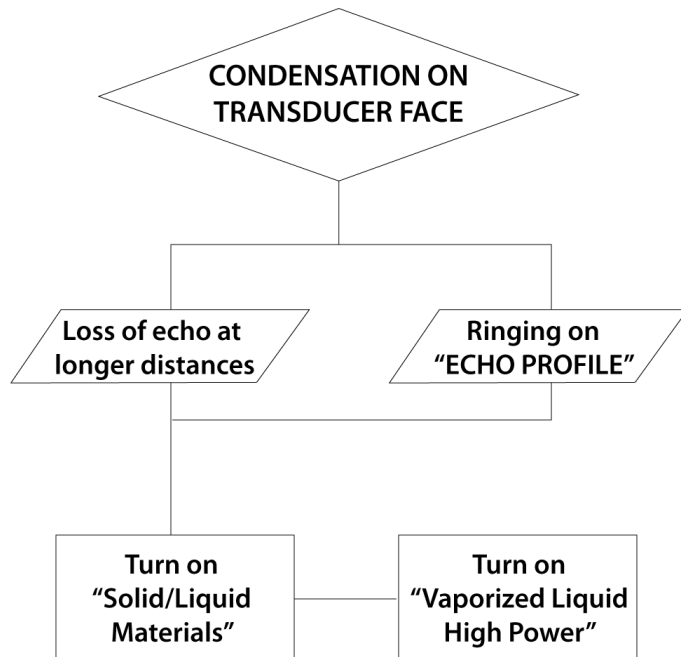 CONDENSATION ON
TRANSDUCER FACE
Loss of echo at
longer distances
Ringing on
“ECHO PROFILE”
Turn on
“Solid/Liquid
Materials”
Turn on
“Vaporized Liquid
High Power”